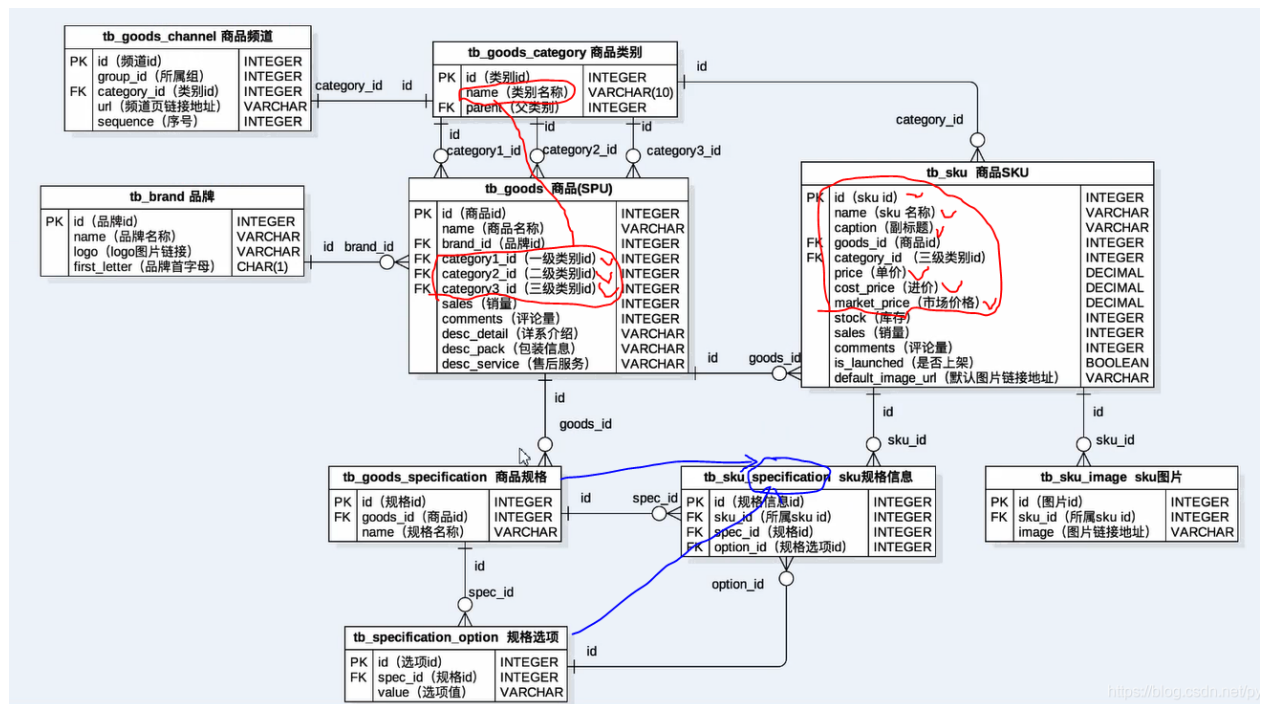 tb_goods_channel 商品频道
PK id（频道id） INTEGER
group_id（所属组） INTEGER
FK category_id（类别id） INTEGER
url（频道页链接地址） VARCHAR
sequence（序号） INTEGER
category_id id
tb_goods_category 商品类别
PK id（类别id） INTEGER
name（类别名称） VARCHAR(10)
FK parent（父类别） INTEGER
id
category_id
id
category1_id
id
category2_id
id
category3_id
tb_brand 品牌
PK id（品牌id） INTEGER
name（品牌名称） VARCHAR
logo（logo图片链接） VARCHAR
first_letter（品牌首字母） CHAR(1)
id brand_id
tb_goods 商品(SPU)
PK id（商品id） INTEGER
name（商品名称） VARCHAR
FK brand_id（品牌id） INTEGER
FK category1_id（一级类别id） INTEGER
FK category2_id（二级类别id） INTEGER
FK category3_id（三级类别id） INTEGER
sales（销量） INTEGER
comments（评论量） INTEGER
desc_detail（详系介绍） VARCHAR
desc_pack（包装信息） VARCHAR
desc_service（售后服务） VARCHAR
id goods_id
tb_sku 商品SKU
PK id（sku id） INTEGER
name（sku 名称） VARCHAR
caption（副标题） VARCHAR
FK goods_id（商品id） INTEGER
FK category_id （三级类别id） INTEGER
price（单价） DECIMAL
cost_price（进价） DECIMAL
market_price（市场价格） DECIMAL
stock（库存） INTEGER
sales（销量） INTEGER
comments（评论量） INTEGER
is_launched（是否上架） BOOLEAN
default_image_url（默认图片链接地址） VARCHAR
id
goods_id
id
sku_id
id
sku_id
tb_goods_specification 商品规格
PK id（规格id） INTEGER
FK goods_id（商品id） INTEGER
name（规格名称） VARCHAR
id spec_id
tb_sku_specification sku规格信息
PK id（规格信息id） INTEGER
FK sku_id（所属sku id） INTEGER
FK spec_id（规格id） INTEGER
FK option_id（规格选项id） INTEGER
tb_sku_image sku图片
PK id（图片id） INTEGER
FK sku_id（所属sku id） INTEGER
image（图片链接地址） VARCHAR
id
spec_id
option_id
tb_specification_option 规格选项
PK id（选项id） INTEGER
FK spec_id（规格id） INTEGER
value（选项值） VARCHAR
id
https://blog.csdn.net/py